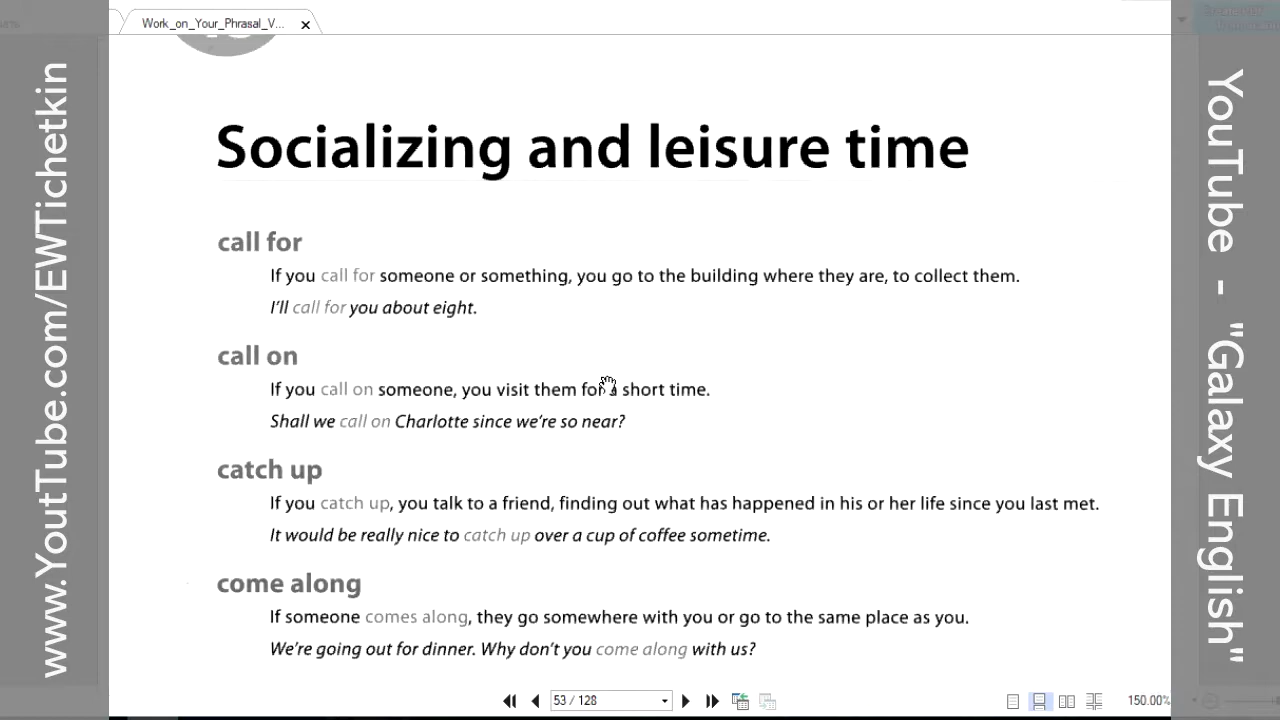 Work_on_Your_Phrasal_V...
Socializing and leisure time
call for
If you call for someone or something, you go to the building where they are, to collect them.
I'll call for you about eight.
call on
If you call on someone, you visit them for a short time.
Shall we call on Charlotte since we're so near?
catch up
If you catch up, you talk to a friend, finding out what has happened in his or her life since you last met.
It would be really nice to catch up over a cup of coffee sometime.
come along
If someone comes along, they go somewhere with you or go to the same place as you.
We're going out for dinner. Why don't you come along with us?
53 / 128
150.00%
www.YoutTube.com/EWTichetkin
YouTube - "Galaxy English"